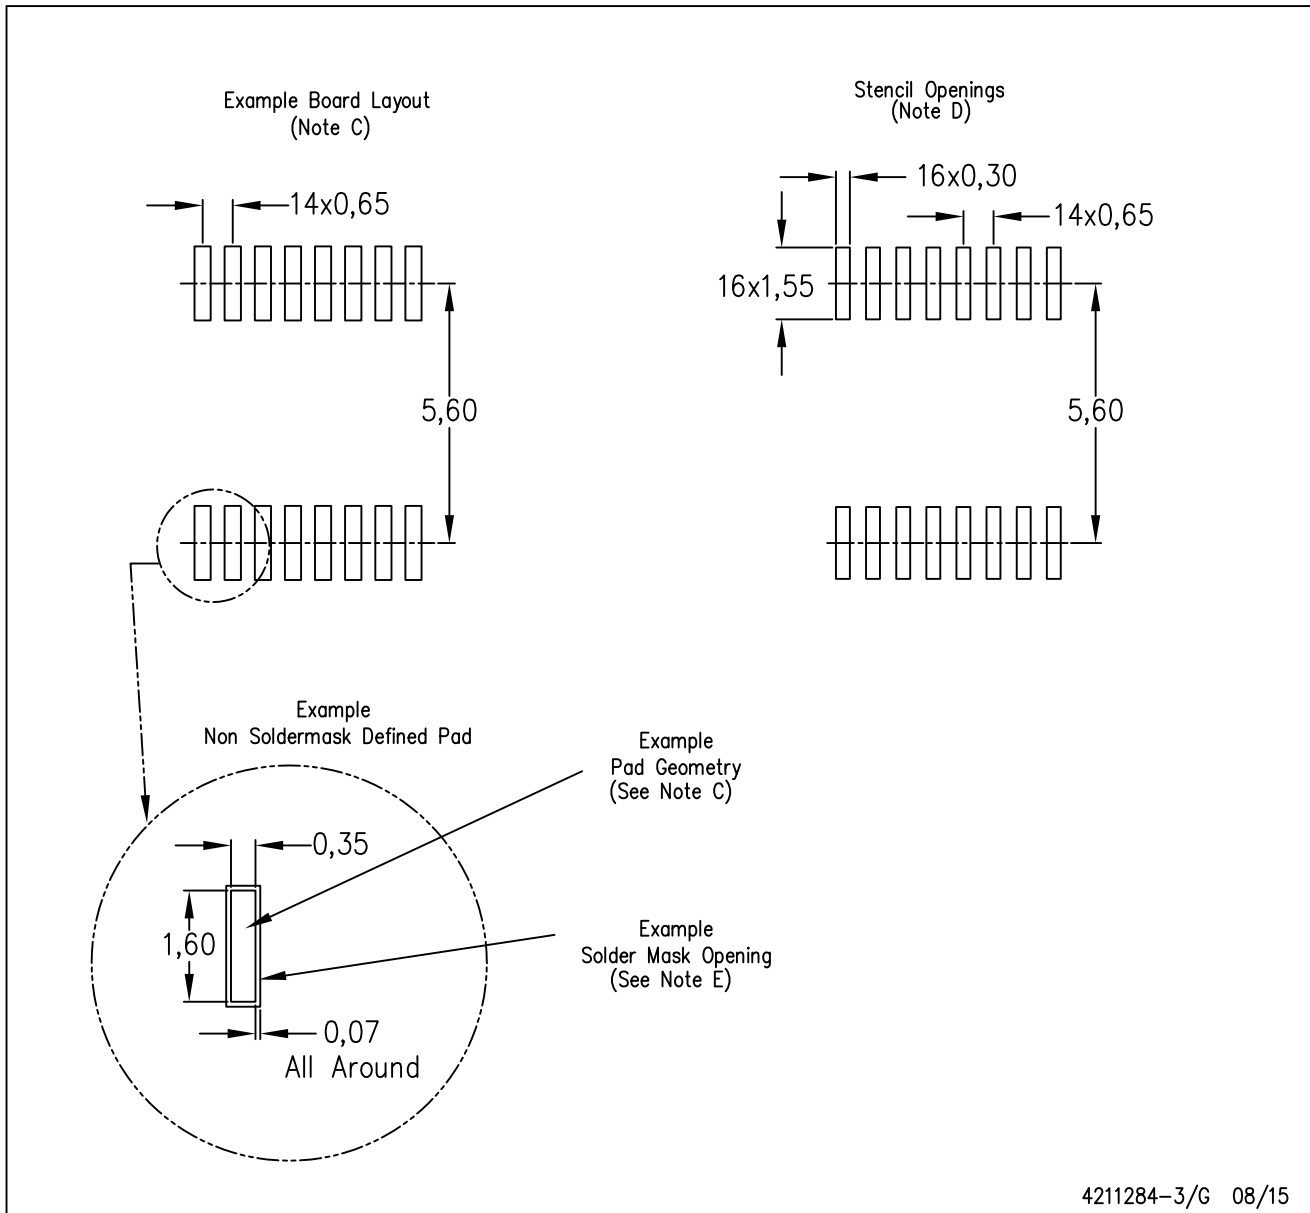 Example Board Layout
(Note C)
14x0,65
5,60
Stencil Openings
(Note D)
16x0,30
14x0,65
16x1,55
5,60
Example
Non Soldermask Defined Pad
0,35
1,60
0,07
All Around
Example
Pad Geometry
(See Note C)
Example
Solder Mask Opening
(See Note E)
4211284-3/G 08/15